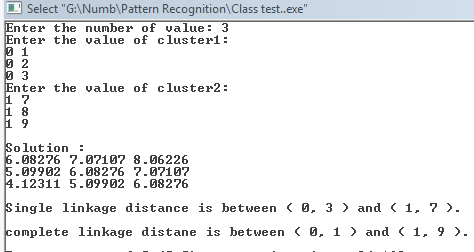 Select "G:\Numb\Pattern Recognition\Class test..exe"
Enter the number of value: 3
Enter the value of cluster1:
0 1
0 2
0 3
Enter the value of cluster2:
1 7
1 8
1 9
Solution :
6.08276 7.07107 8.06226
5.09902 6.08276 7.07107
4.12311 5.09902 6.08276
Single linkage distance is between ( 0, 3 ) and ( 1, 7 ).
complete linkage distane is between ( 0, 1 ) and ( 1, 9 ).